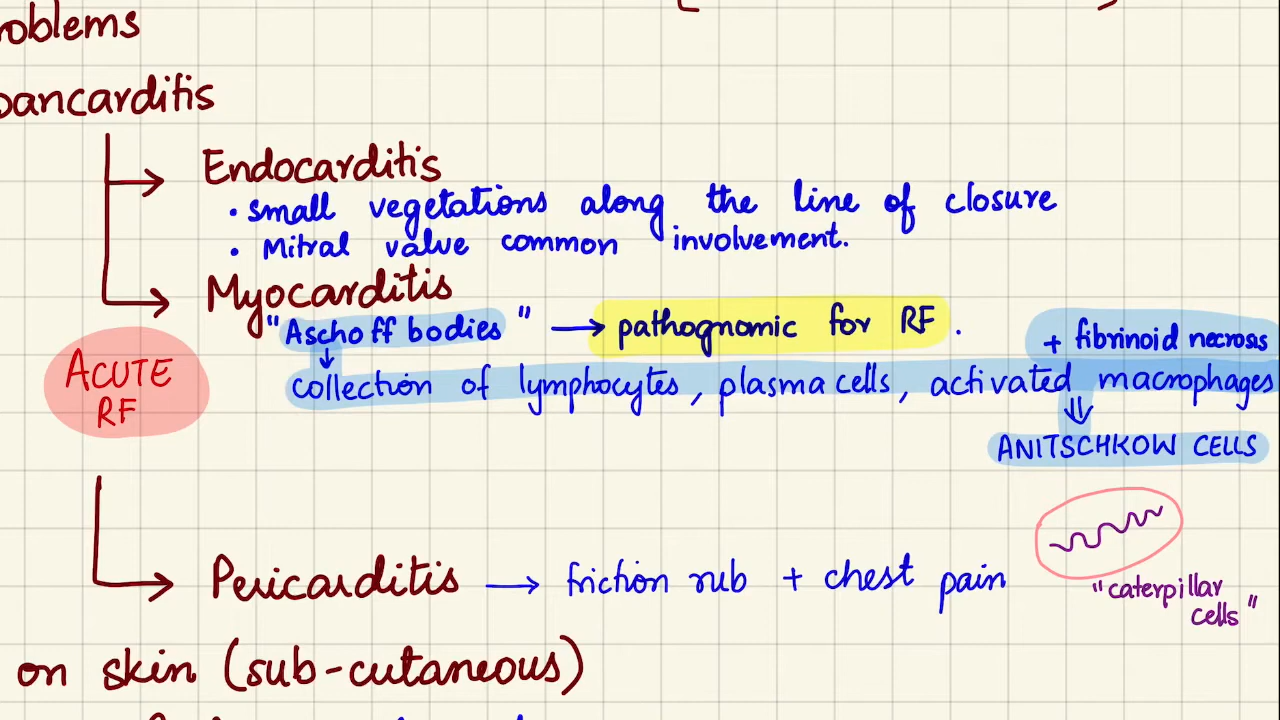 oblems
pancarditis
Endocarditis
• small vegetations along the line of closure
• Mitral valve common involvement.
Myocarditis
"Aschoff bodies" → pathognomic for RF.
+ fibrinoid necrosis
↓
collection of lymphocytes, plasma cells, activated macrophages
⇓
ACUTE
RF
ANITSCHKOW CELLS
Pericarditis → friction rub + chest pain
"caterpillar
cells"
on skin (sub-cutaneous)